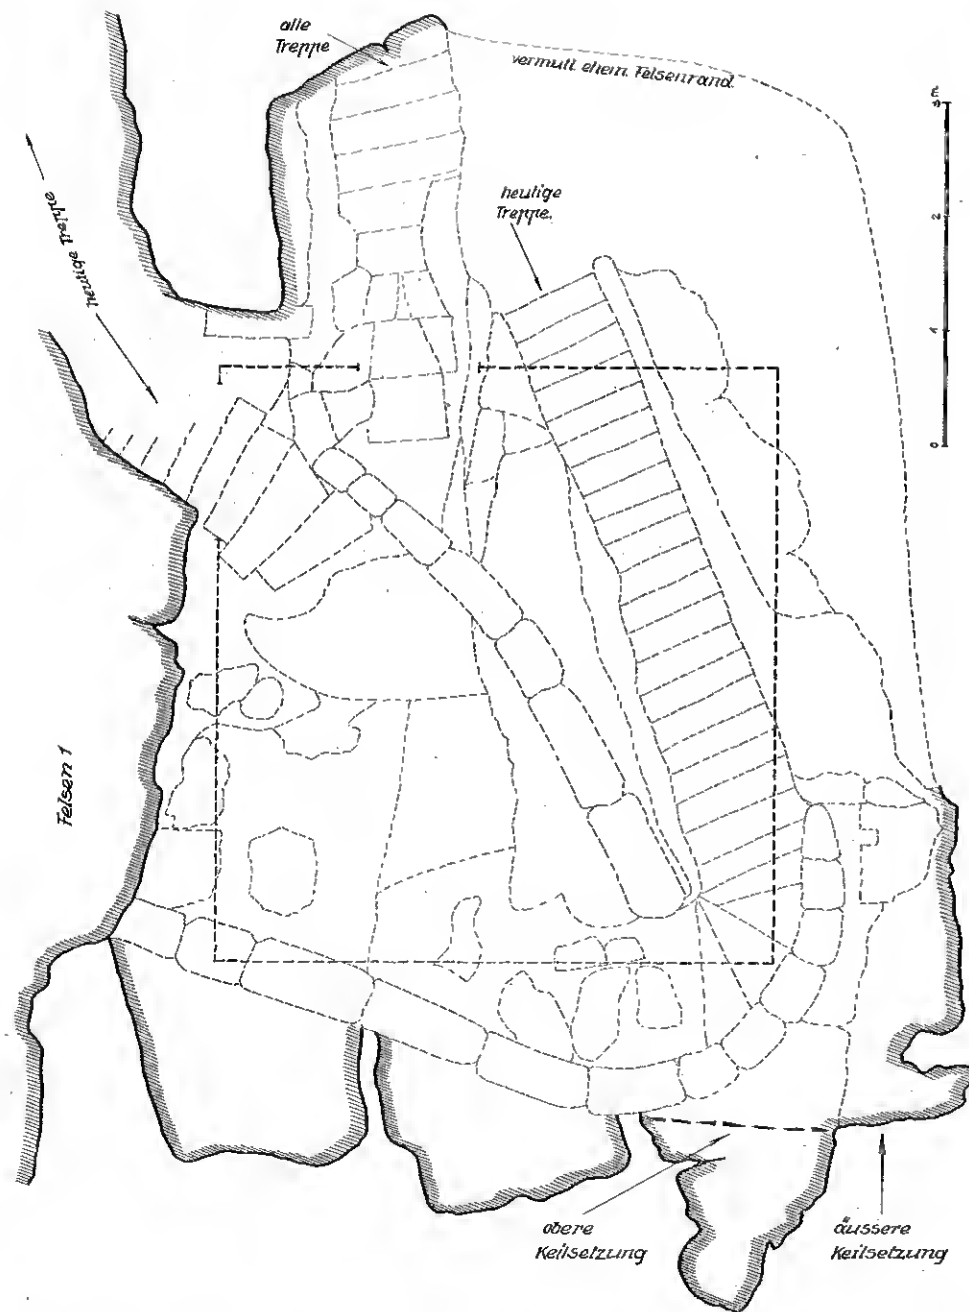 alte
Treppe
vermutl. ehem. Felsenrand.
3
heutige Treppe
heutige
Treppe.
2
1
0
Felsen 1
obere
Keilsetzung
äussere
Keilsetzung